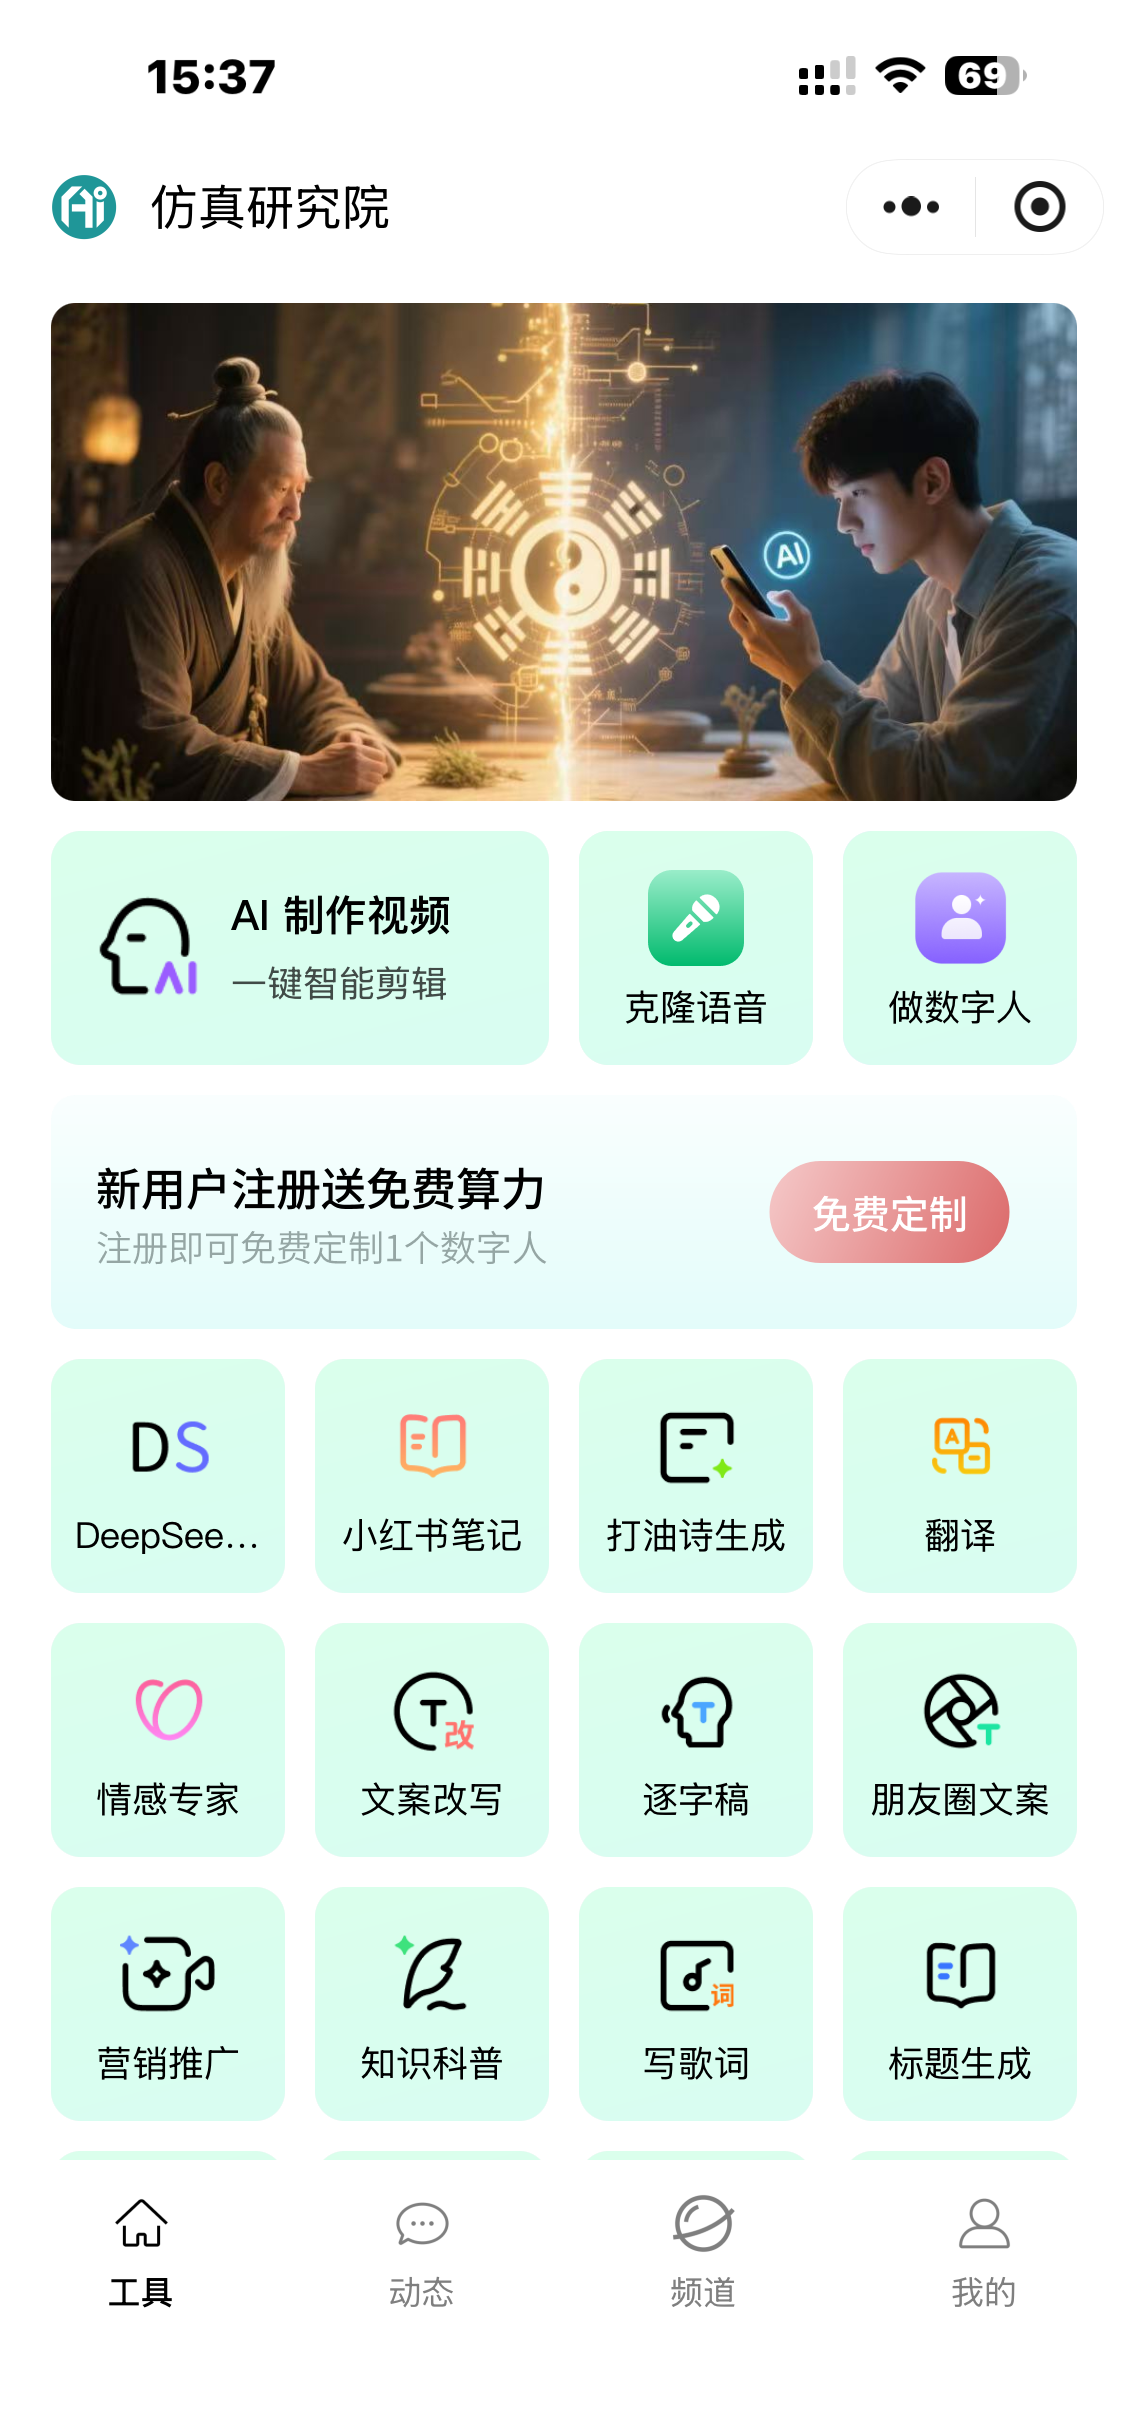 15:37
69
Ai
仿真研究院
AI
AI 制作视频
一键智能剪辑
AI
克隆语音
做数字人
新用户注册送免费算力
注册即可免费定制1个数字人
免费定制
DS
A
DeepSee...
小红书笔记
打油诗生成
翻译
T改
T
T
情感专家
文案改写
逐字稿
朋友圈文案
词
营销推广
知识科普
写歌词
标题生成
工具
动态
频道
我的